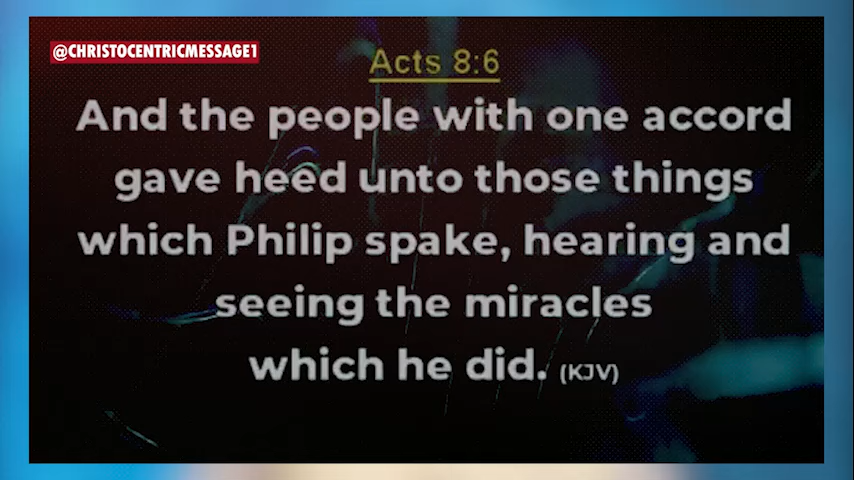 @CHRISTOCENTRICMESSAGE1
Acts 8:6
And the people with one accord
gave heed unto those things
which Philip spake, hearing and
seeing the miracles
which he did. (KJV)